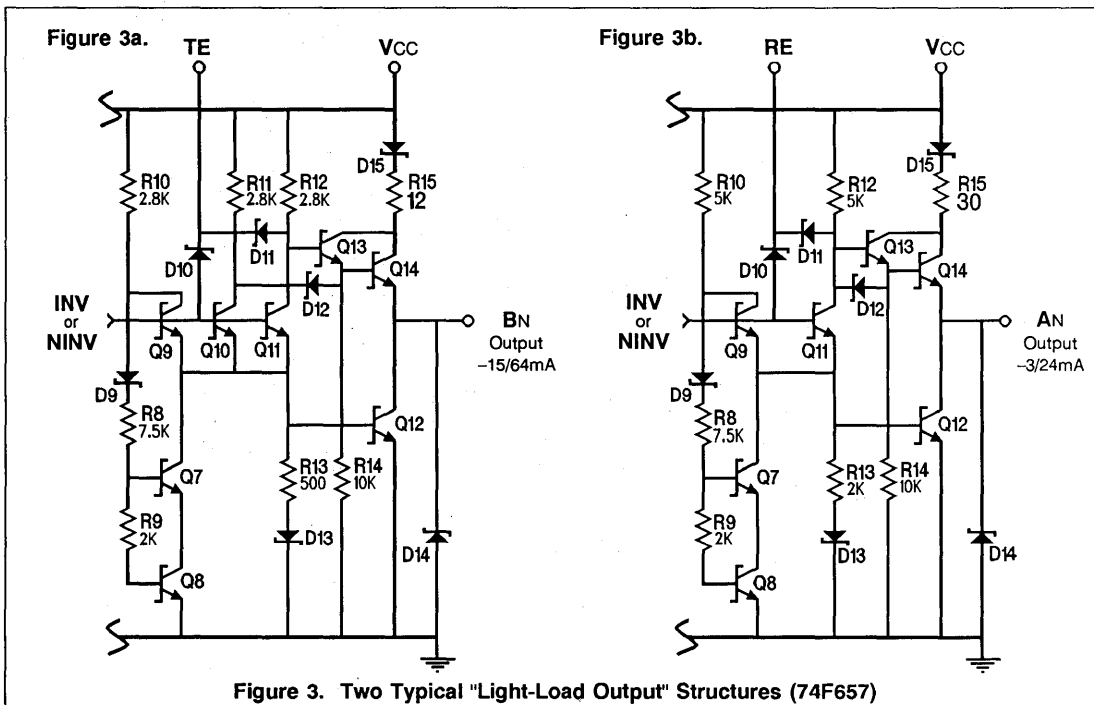 Figure 3a.
TE
VCC
D15
R10
2.8K
R11
2.8K
R12
2.8K
R15
12
D11
Q13
D10
Q14
D12
INV
or
NINV
Q9
Q10
Q11
BN
Output
–15/64mA
D9
R8
7.5K
Q12
Q7
R13
500
R14
10K
R9
2K
D13
D14
Q8
Figure 3b.
RE
VCC
D15
R10
5K
R12
5K
R15
30
D11
Q13
D10
Q14
D12
INV
or
NINV
Q9
Q11
AN
Output
–3/24mA
D9
R8
7.5K
Q12
Q7
R13
2K
R14
10K
R9
2K
D13
D14
Q8
Figure 3. Two Typical "Light-Load Output" Structures (74F657)